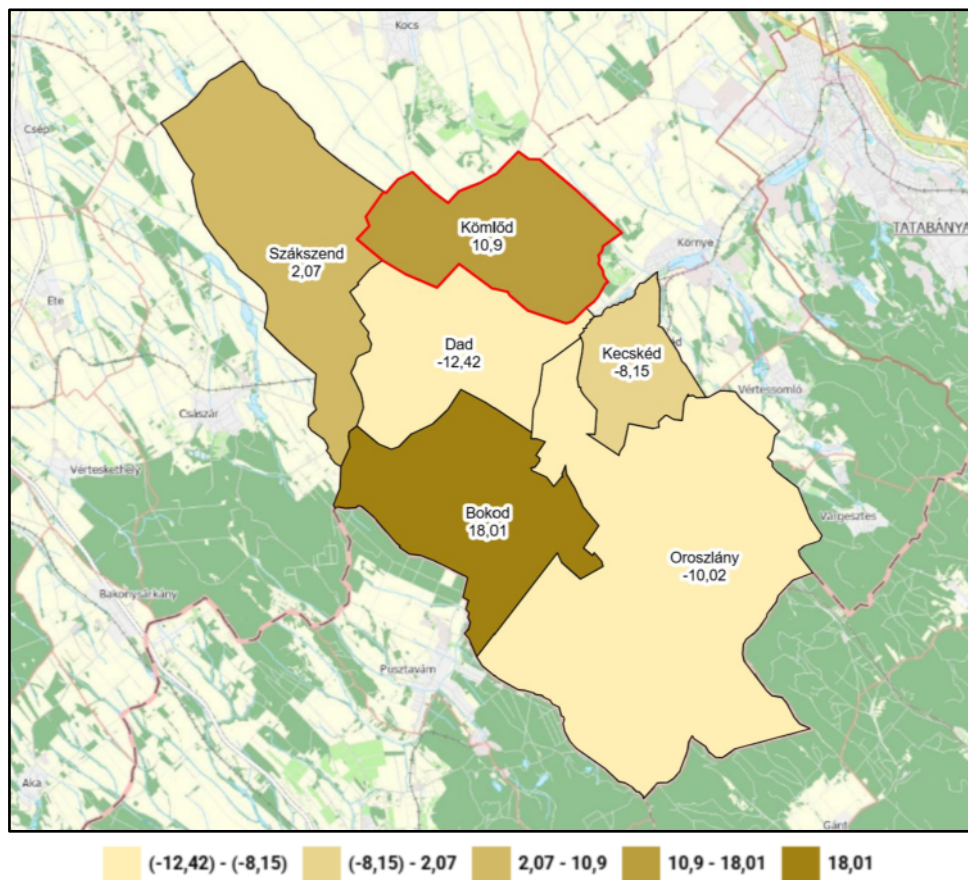 Kocs
Csép
TATABÁNYA
Kömlőd
10,9
Környe
Szákszend
2,07
Ete
Dad
-12,42
Kecskéd
-8,15
Vértessomló
Császár
Vérteskethely
Bokod
18,01
Várgesztes
Oroszlány
-10,02
Bakonysárkány
Pusztavám
Aka
Gánt
(-12,42) - (-8,15)
(-8,15) - 2,07
2,07 - 10,9
10,9 - 18,01
18,01